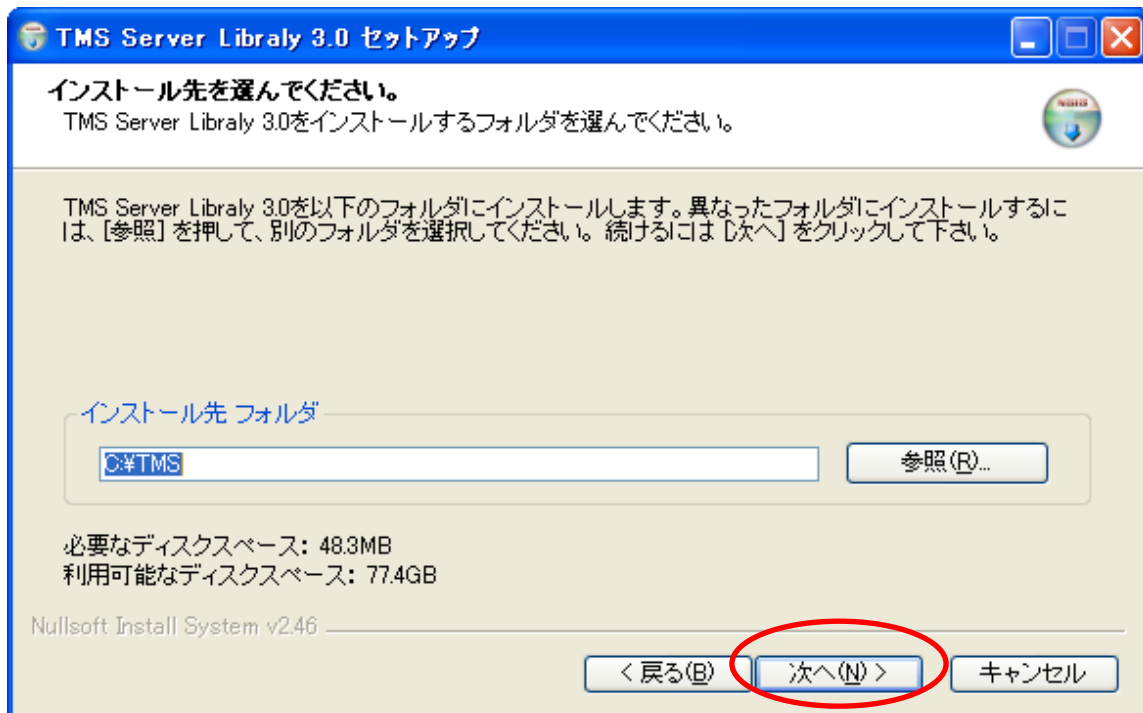 TMS Server Libraly 3.0 セットアップ
インストール先を選んでください。
TMS Server Libraly 3.0をインストールするフォルダを選んでください。
TMS Server Libraly 3.0を以下のフォルダにインストールします。異なったフォルダにインストールするに
は、[参照] を押して、別のフォルダを選択してください。続けるには [次へ] をクリックして下さい。
インストール先 フォルダ
C:¥TMS
参照(R)...
必要なディスクスペース: 48.3MB
利用可能なディスクスペース: 77.4GB
Nullsoft Install System v2.46
< 戻る(B) 次へ(N) > キャンセル